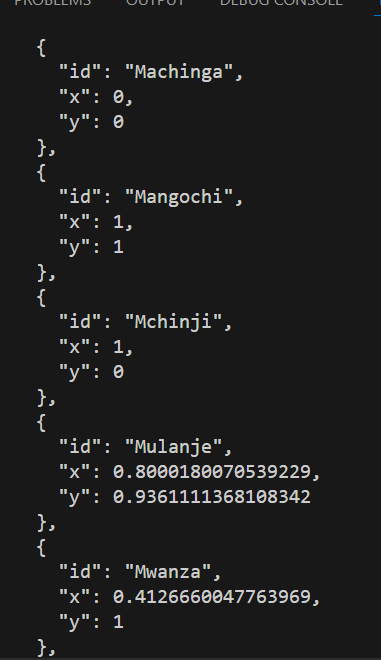 PROBLEMS OUTPUT DEBUG CONSOLE
{
"id": "Machinga",
"x": 0,
"y": 0
},
{
"id": "Mangochi",
"x": 1,
"y": 1
},
{
"id": "Mchinji",
"x": 1,
"y": 0
},
{
"id": "Mulanje",
"x": 0.8000180070539229,
"y": 0.9361111368108342
},
{
"id": "Mwanza",
"x": 0.4126660047763969,
"y": 1
},